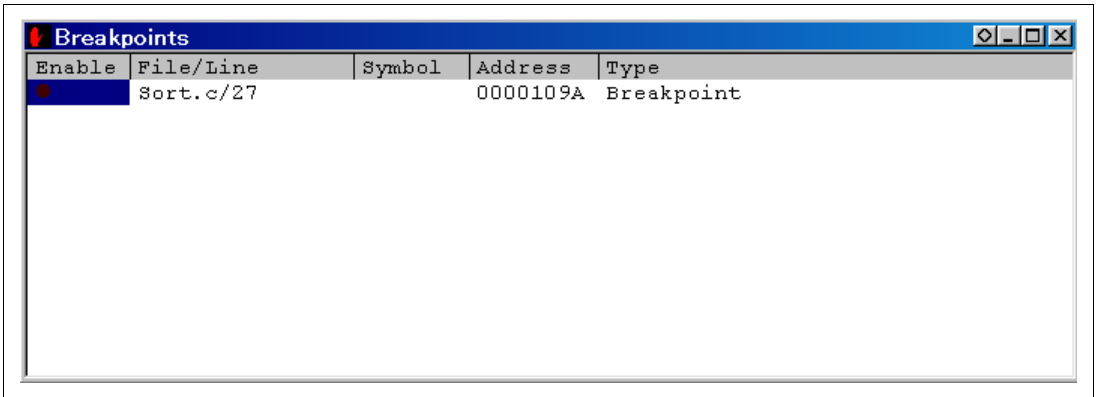 Breakpoints
Enable File/Line Symbol Address Type
Sort.c/27 0000109A Breakpoint